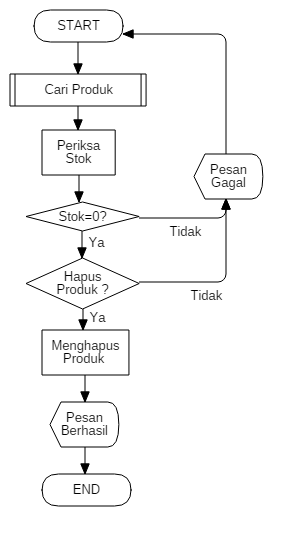 START
Cari Produk
Periksa
Stok
Pesan
Gagal
Stok=0?
Tidak
Ya
Hapus
Produk ?
Tidak
Ya
Menghapus
Produk
Pesan
Berhasil
END